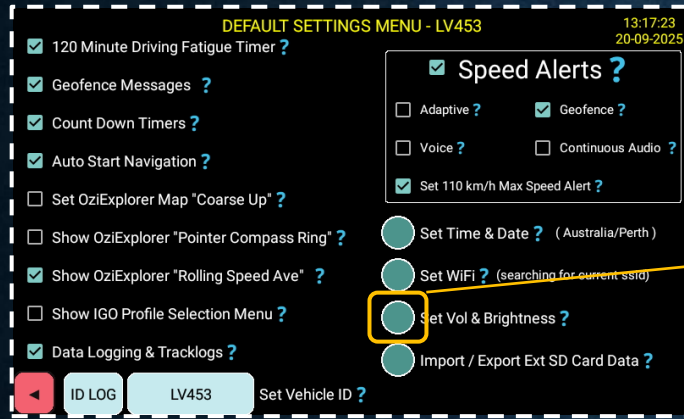 DEFAULT SETTINGS MENU - LV453
13:17:23
20-09-2025
120 Minute Driving Fatigue Timer ?
Geofence Messages ?
Count Down Timers ?
Auto Start Navigation ?
Set OziExplorer Map "Coarse Up" ?
Show OziExplorer "Pointer Compass Ring" ?
Show OziExplorer "Rolling Speed Ave" ?
Show IGO Profile Selection Menu ?
Data Logging & Tracklogs ?
Speed Alerts ?
Adaptive ?
Geofence ?
Voice ?
Continuous Audio ?
Set 110 km/h Max Speed Alert ?
Set Time & Date ? ( Australia/Perth )
Set WiFi ? (searching for current ssid)
Set Vol & Brightness ?
Import / Export Ext SD Card Data ?
ID LOG
LV453
Set Vehicle ID ?